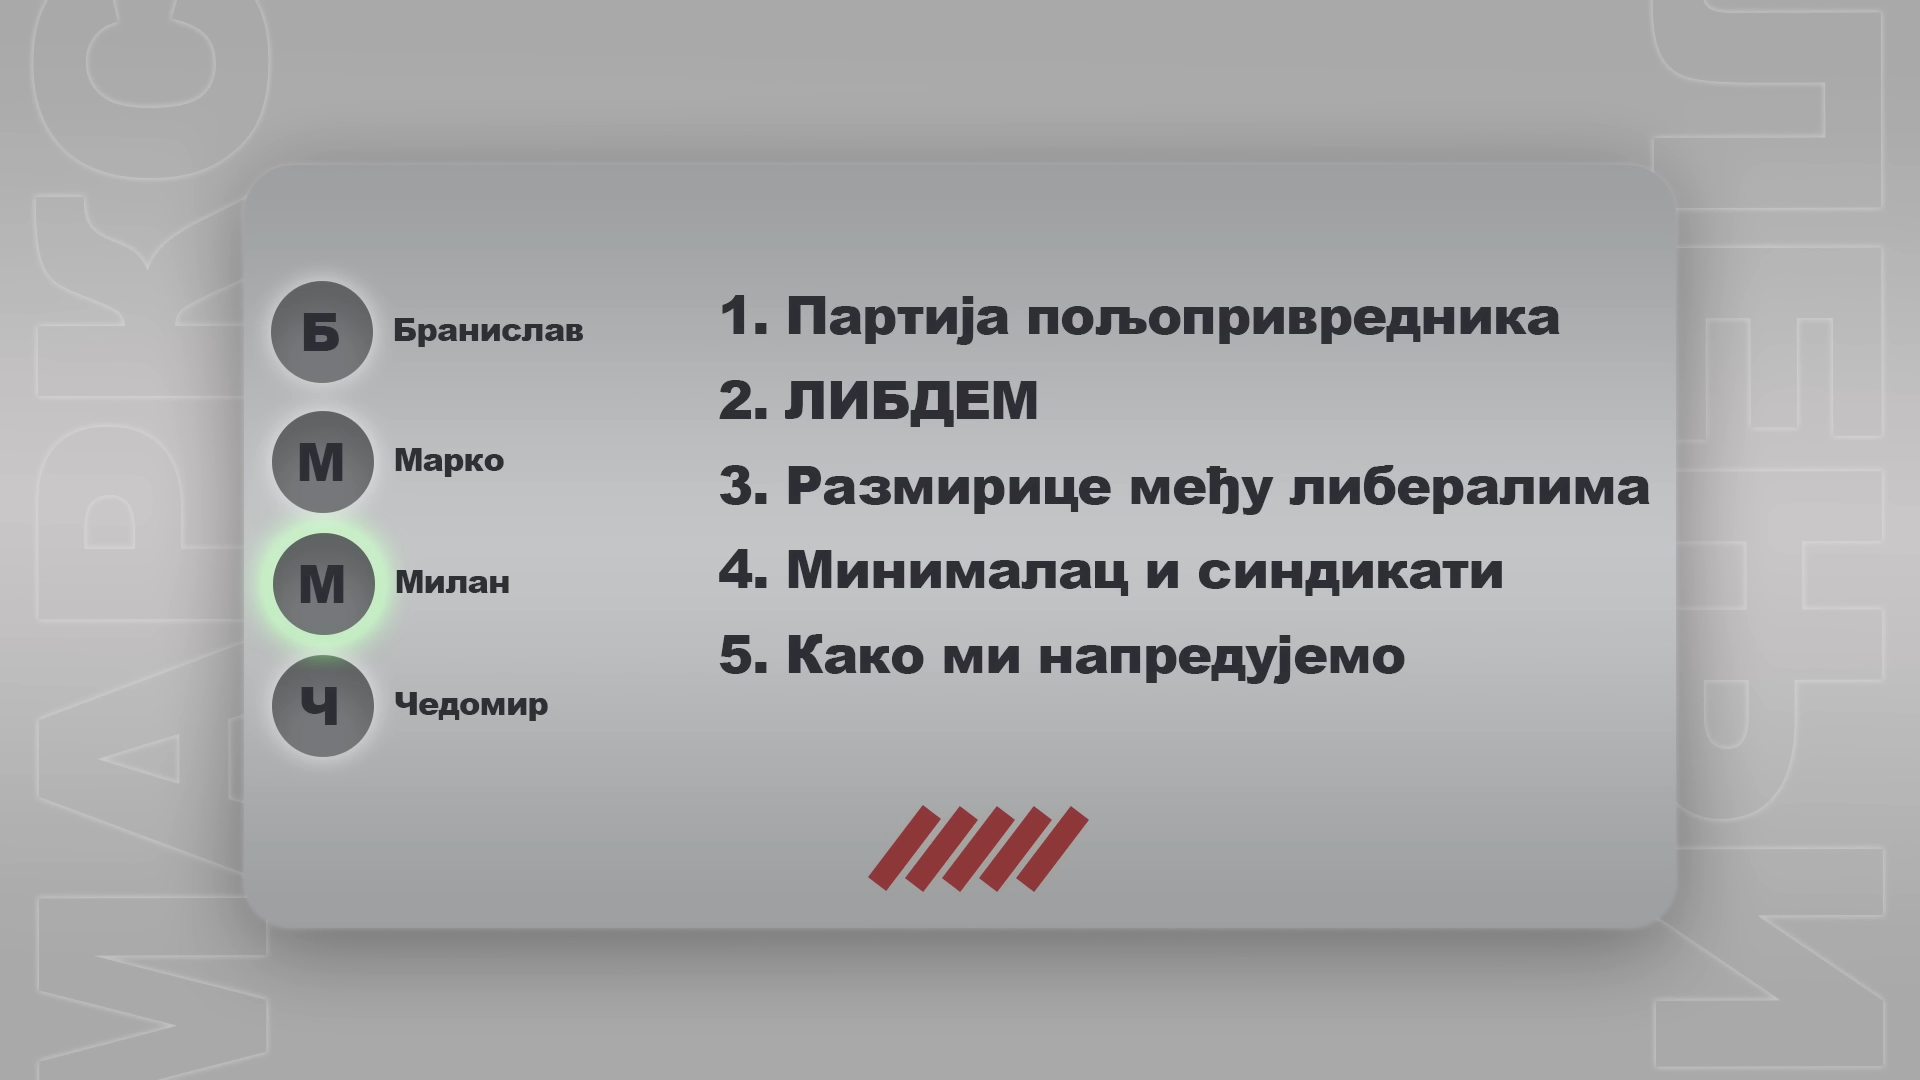 Б
Бранислав
М
Марко
М
Милан
Ч
Чедомир
1. Партија пољопривредника
2. ЛИБДЕМ
3. Размирице међу либералима
4. Минималац и синдикати
5. Како ми напредујемо